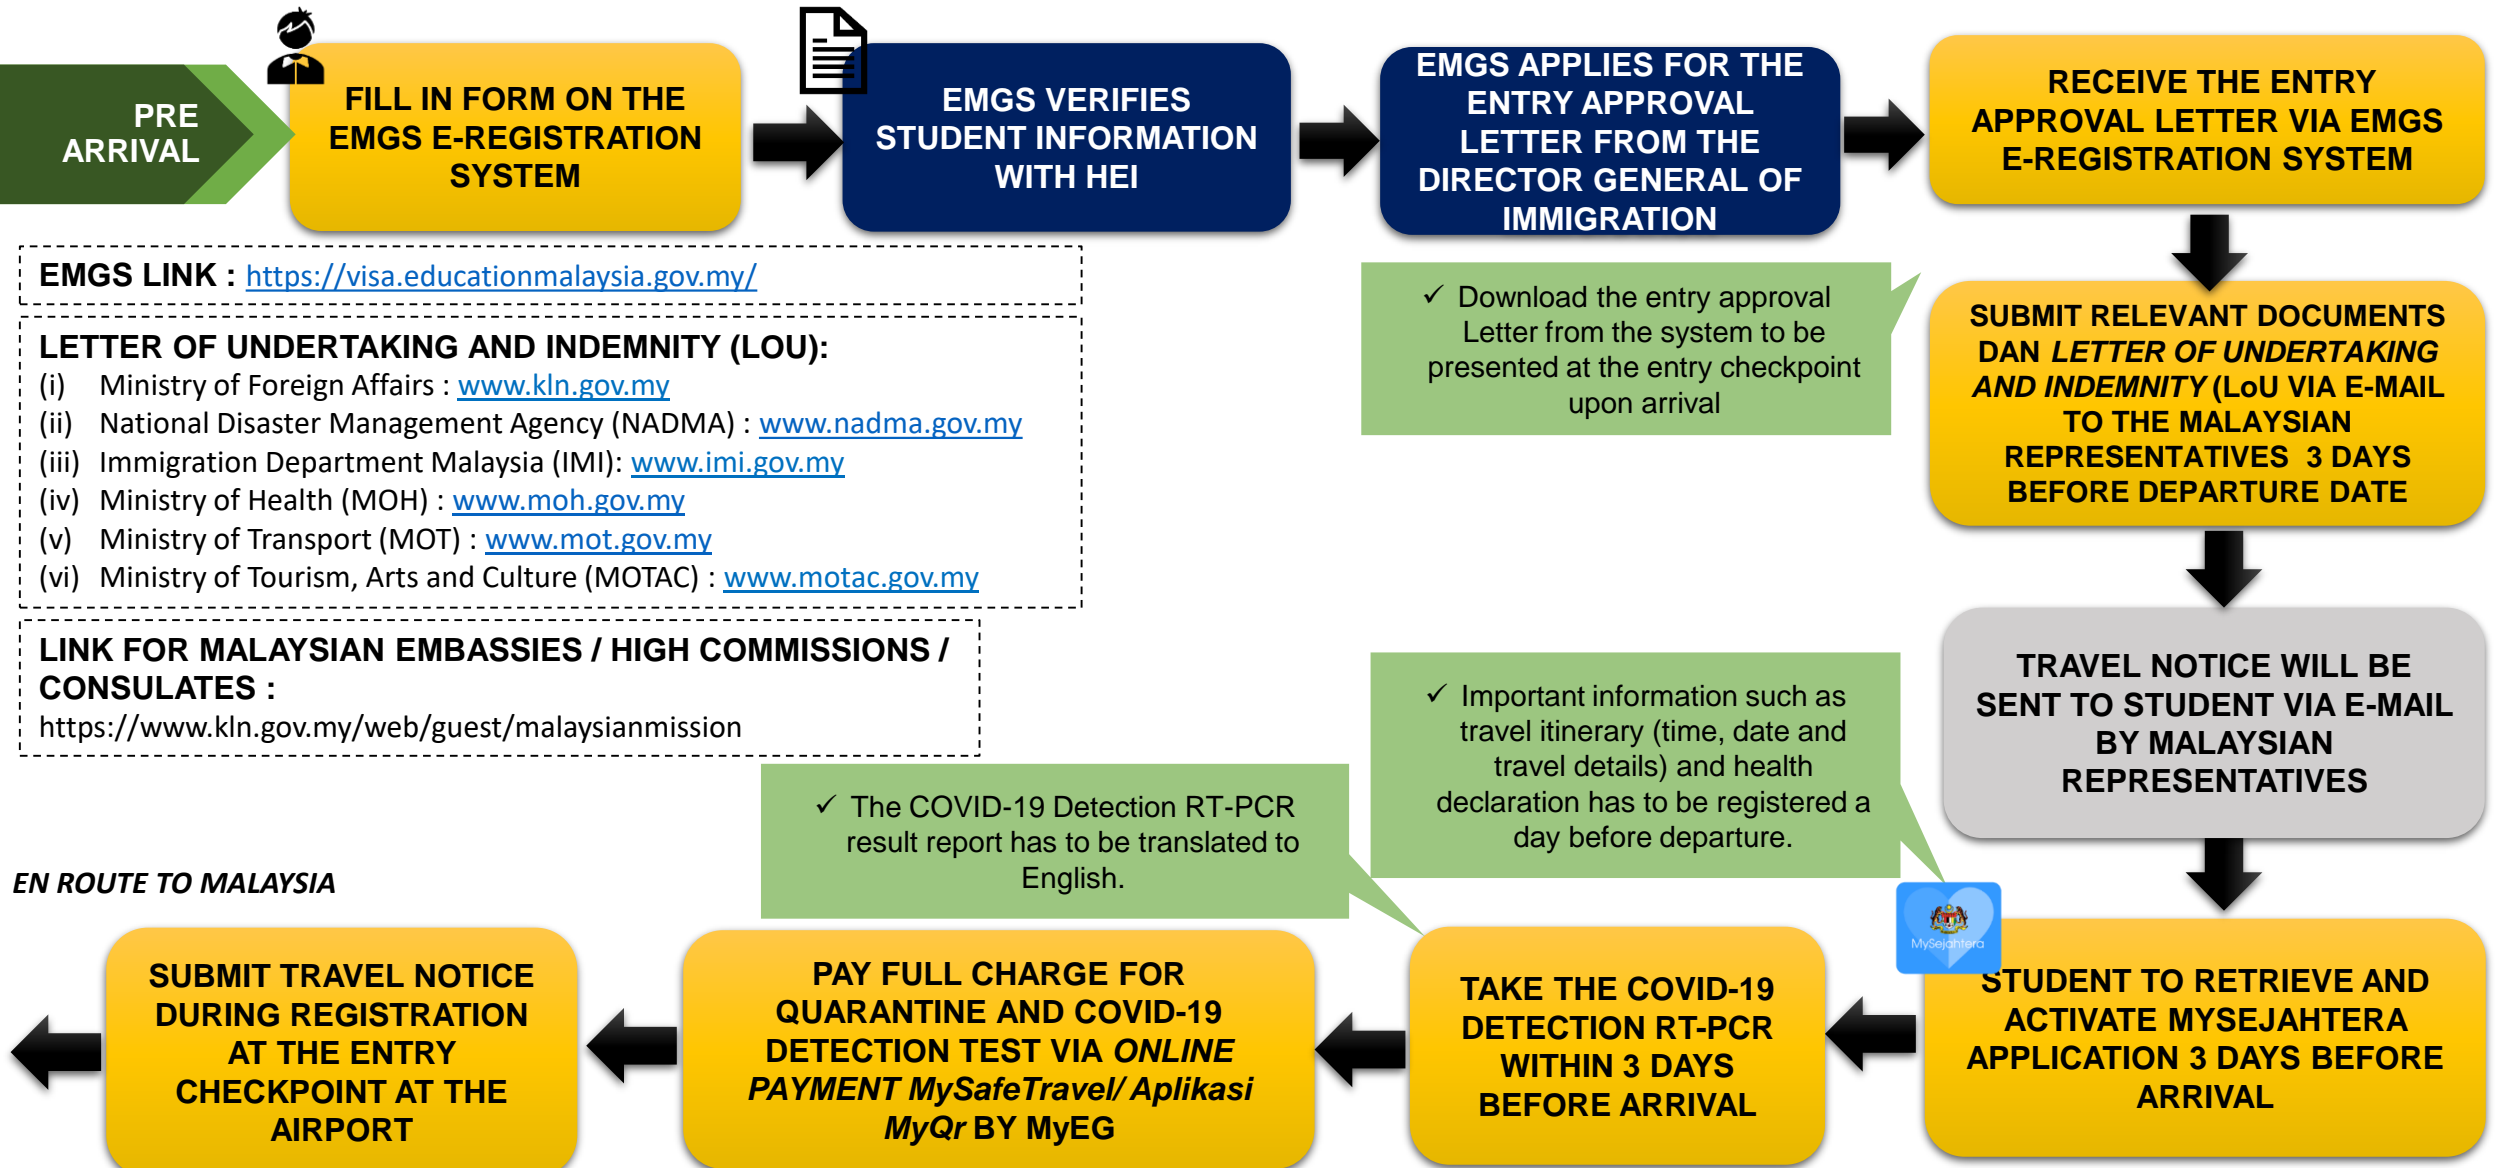 PRE
ARRIVAL
FILL IN FORM ON THE
EMGS E-REGISTRATION
SYSTEM
EMGS VERIFIES
STUDENT INFORMATION
WITH HEI
EMGS APPLIES FOR THE
ENTRY APPROVAL
LETTER FROM THE
DIRECTOR GENERAL OF
IMMIGRATION
RECEIVE THE ENTRY
APPROVAL LETTER VIA EMGS
E-REGISTRATION SYSTEM
EMGS LINK : https://visa.educationmalaysia.gov.my/
LETTER OF UNDERTAKING AND INDEMNITY (LOU):
(i) Ministry of Foreign Affairs : www.kln.gov.my
(ii) National Disaster Management Agency (NADMA) : www.nadma.gov.my
(iii) Immigration Department Malaysia (IMI): www.imi.gov.my
(iv) Ministry of Health (MOH) : www.moh.gov.my
(v) Ministry of Transport (MOT) : www.mot.gov.my
(vi) Ministry of Tourism, Arts and Culture (MOTAC) : www.motac.gov.my
LINK FOR MALAYSIAN EMBASSIES / HIGH COMMISSIONS /
CONSULATES :
https://www.kln.gov.my/web/guest/malaysianmission
✓ Download the entry approval
Letter from the system to be
presented at the entry checkpoint
upon arrival
SUBMIT RELEVANT DOCUMENTS
DAN LETTER OF UNDERTAKING
AND INDEMNITY (LoU VIA E-MAIL
TO THE MALAYSIAN
REPRESENTATIVES 3 DAYS
BEFORE DEPARTURE DATE
TRAVEL NOTICE WILL BE
SENT TO STUDENT VIA E-MAIL
BY MALAYSIAN
REPRESENTATIVES
✓ Important information such as
travel itinerary (time, date and
travel details) and health
declaration has to be registered a
day before departure.
MySejahtera
STUDENT TO RETRIEVE AND
ACTIVATE MYSEJAHTERA
APPLICATION 3 DAYS BEFORE
ARRIVAL
✓ The COVID-19 Detection RT-PCR
result report has to be translated to
English.
TAKE THE COVID-19
DETECTION RT-PCR
WITHIN 3 DAYS
BEFORE ARRIVAL
PAY FULL CHARGE FOR
QUARANTINE AND COVID-19
DETECTION TEST VIA ONLINE
PAYMENT MySafeTravel/ Aplikasi
MyQr BY MyEG
EN ROUTE TO MALAYSIA
SUBMIT TRAVEL NOTICE
DURING REGISTRATION
AT THE ENTRY
CHECKPOINT AT THE
AIRPORT